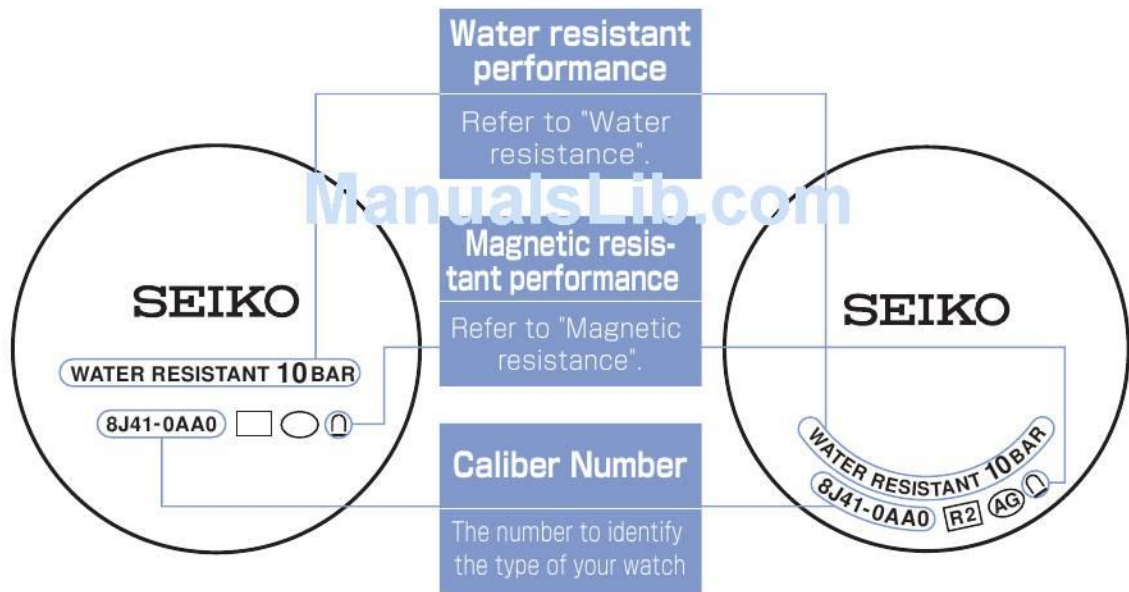 Water resistant
performance
Refer to "Water
resistance".
ManualsLib.com
Magnetic resis-
tant performance
Refer to "Magnetic
resistance".
Caliber Number
The number to identify
the type of your watch
SEIKO
WATER RESISTANT 10 BAR
8J41-0AA0
SEIKO
WATER RESISTANT 10 BAR
8J41-0AA0 R2 AG